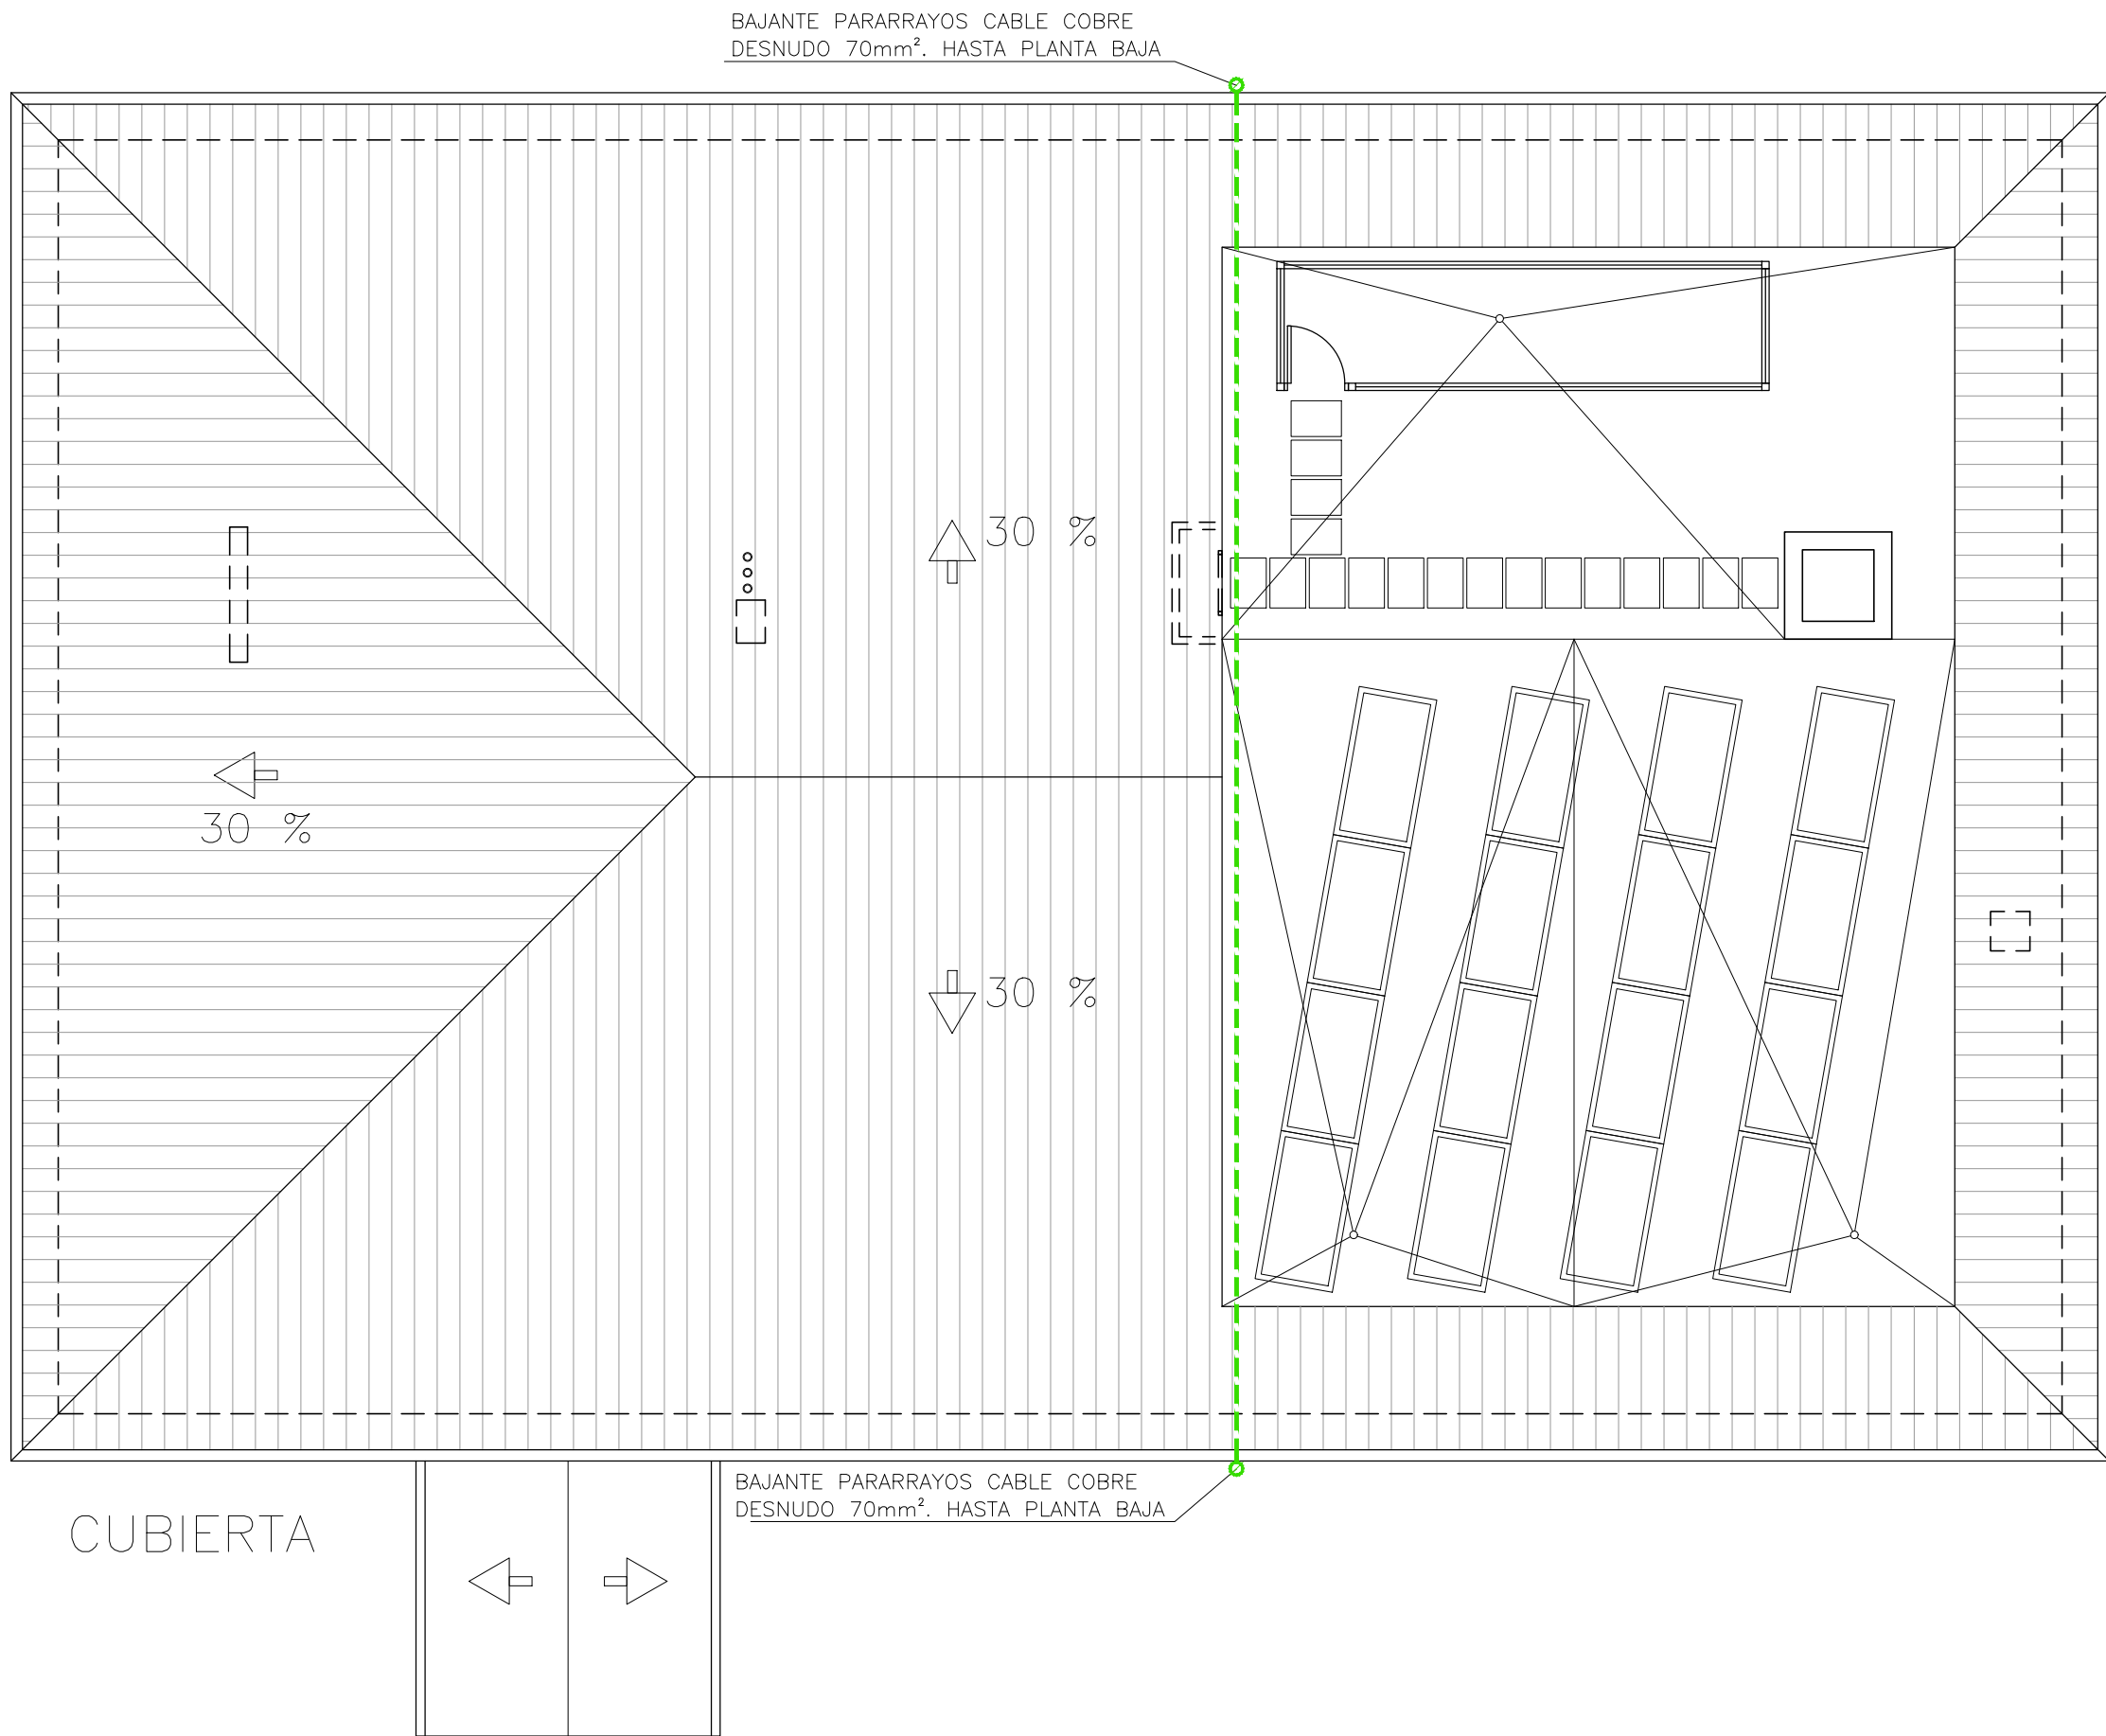 BAJANTE PARARRAYOS CABLE COBRE
DESNUDO 70mm². HASTA PLANTA BAJA
30 %
30 %
30 %
BAJANTE PARARRAYOS CABLE COBRE
DESNUDO 70mm². HASTA PLANTA BAJA
CUBIERTA